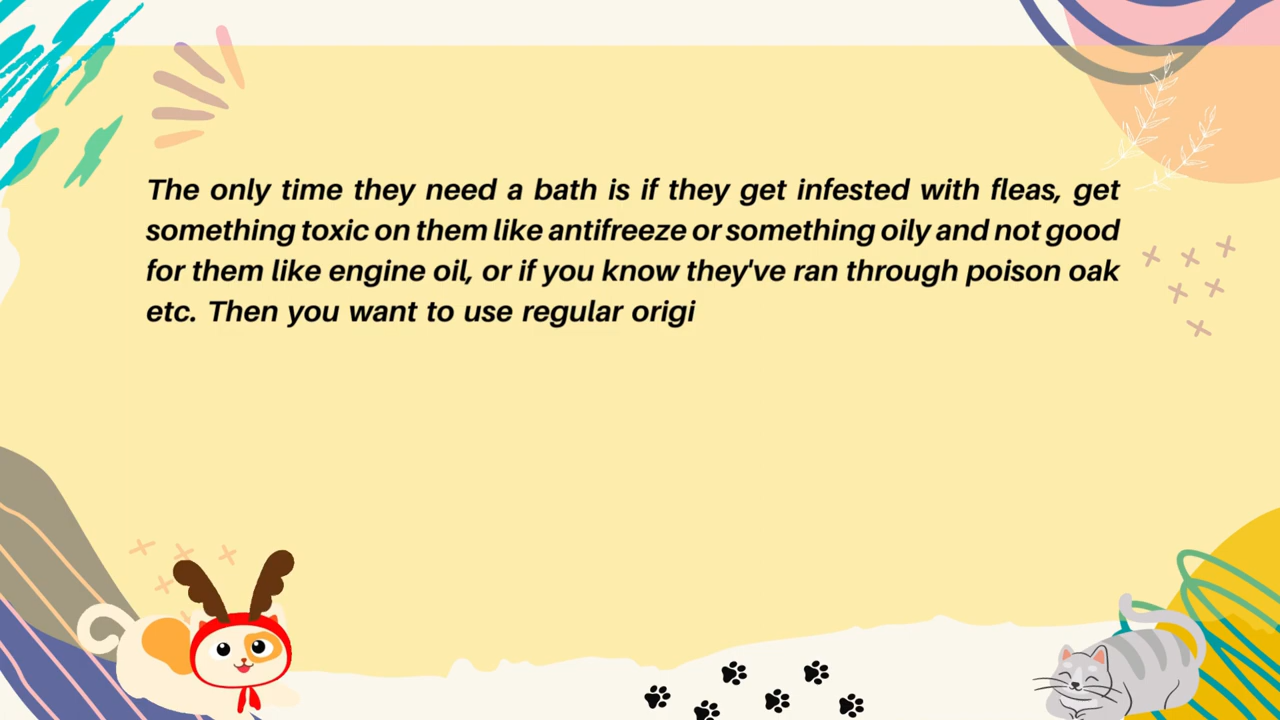 The only time they need a bath is if they get infested with fleas, get
something toxic on them like antifreeze or something oily and not good
for them like engine oil, or if you know they've ran through poison oak
etc. Then you want to use regular origi